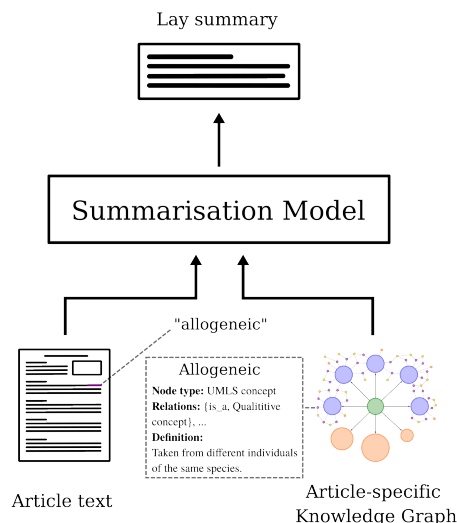 Lay summary
Summarisation Model
"allogeneic"
Allogeneic
Node type: UMLS concept
Relations: {is_a, Qualititive
concept}, ...
Definition:
Taken from different individuals
of the same species.
Article text
Article-specific
Knowledge Graph